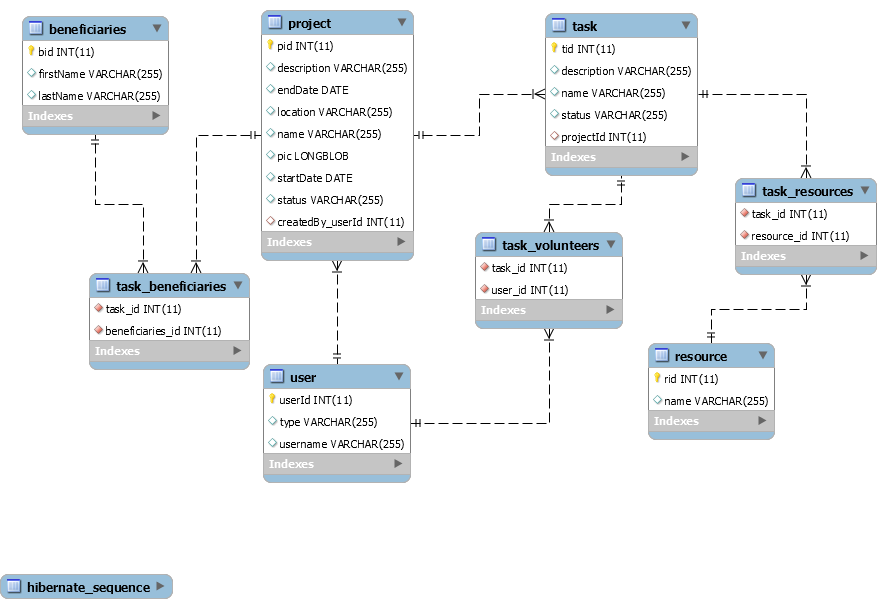 beneficiaries
bid INT(11)
firstName VARCHAR(255)
lastName VARCHAR(255)
Indexes
project
pid INT(11)
description VARCHAR(255)
endDate DATE
location VARCHAR(255)
name VARCHAR(255)
pic LONGBLOB
startDate DATE
status VARCHAR(255)
createdBy_userId INT(11)
Indexes
task
tid INT(11)
description VARCHAR(255)
name VARCHAR(255)
status VARCHAR(255)
projectId INT(11)
Indexes
task_resources
task_id INT(11)
resource_id INT(11)
Indexes
task_volunteers
task_id INT(11)
user_id INT(11)
Indexes
task_beneficiaries
task_id INT(11)
beneficiaries_id INT(11)
Indexes
user
userId INT(11)
type VARCHAR(255)
username VARCHAR(255)
Indexes
resource
rid INT(11)
name VARCHAR(255)
Indexes
hibernate_sequence